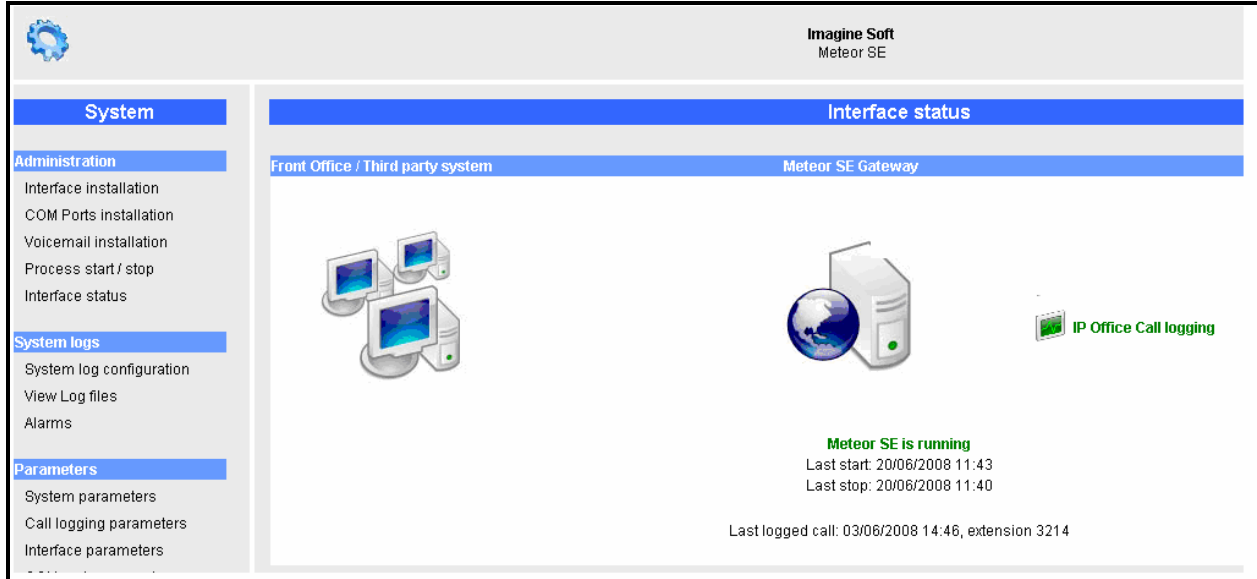 Imagine Soft
Meteor SE
System
Interface status
Administration
Interface installation
COM Ports installation
Voicemail installation
Process start / stop
Interface status
System logs
System log configuration
View Log files
Alarms
Parameters
System parameters
Call logging parameters
Interface parameters
Front Office / Third party system
Meteor SE Gateway
IP Office Call logging
Meteor SE is running
Last start: 20/06/2008 11:43
Last stop: 20/06/2008 11:40
Last logged call: 03/06/2008 14:46, extension 3214